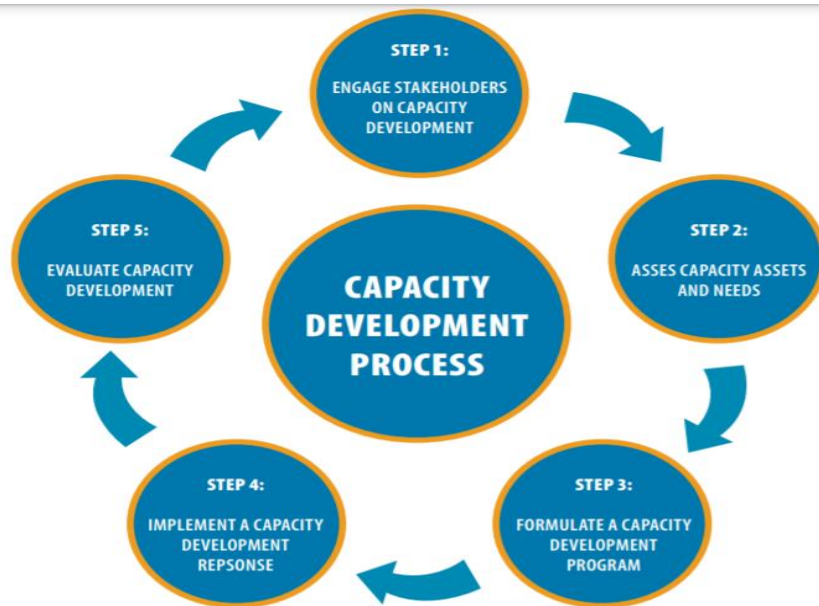 STEP 1:
ENGAGE STAKEHOLDERS
ON CAPACITY
DEVELOPMENT
STEP 2:
ASSES CAPACITY ASSETS
AND NEEDS
STEP 3:
FORMULATE A CAPACITY
DEVELOPMENT
PROGRAM
STEP 4:
IMPLEMENT A CAPACITY
DEVELOPMENT
REPSONSE
STEP 5:
EVALUATE CAPACITY
DEVELOPMENT
CAPACITY
DEVELOPMENT
PROCESS